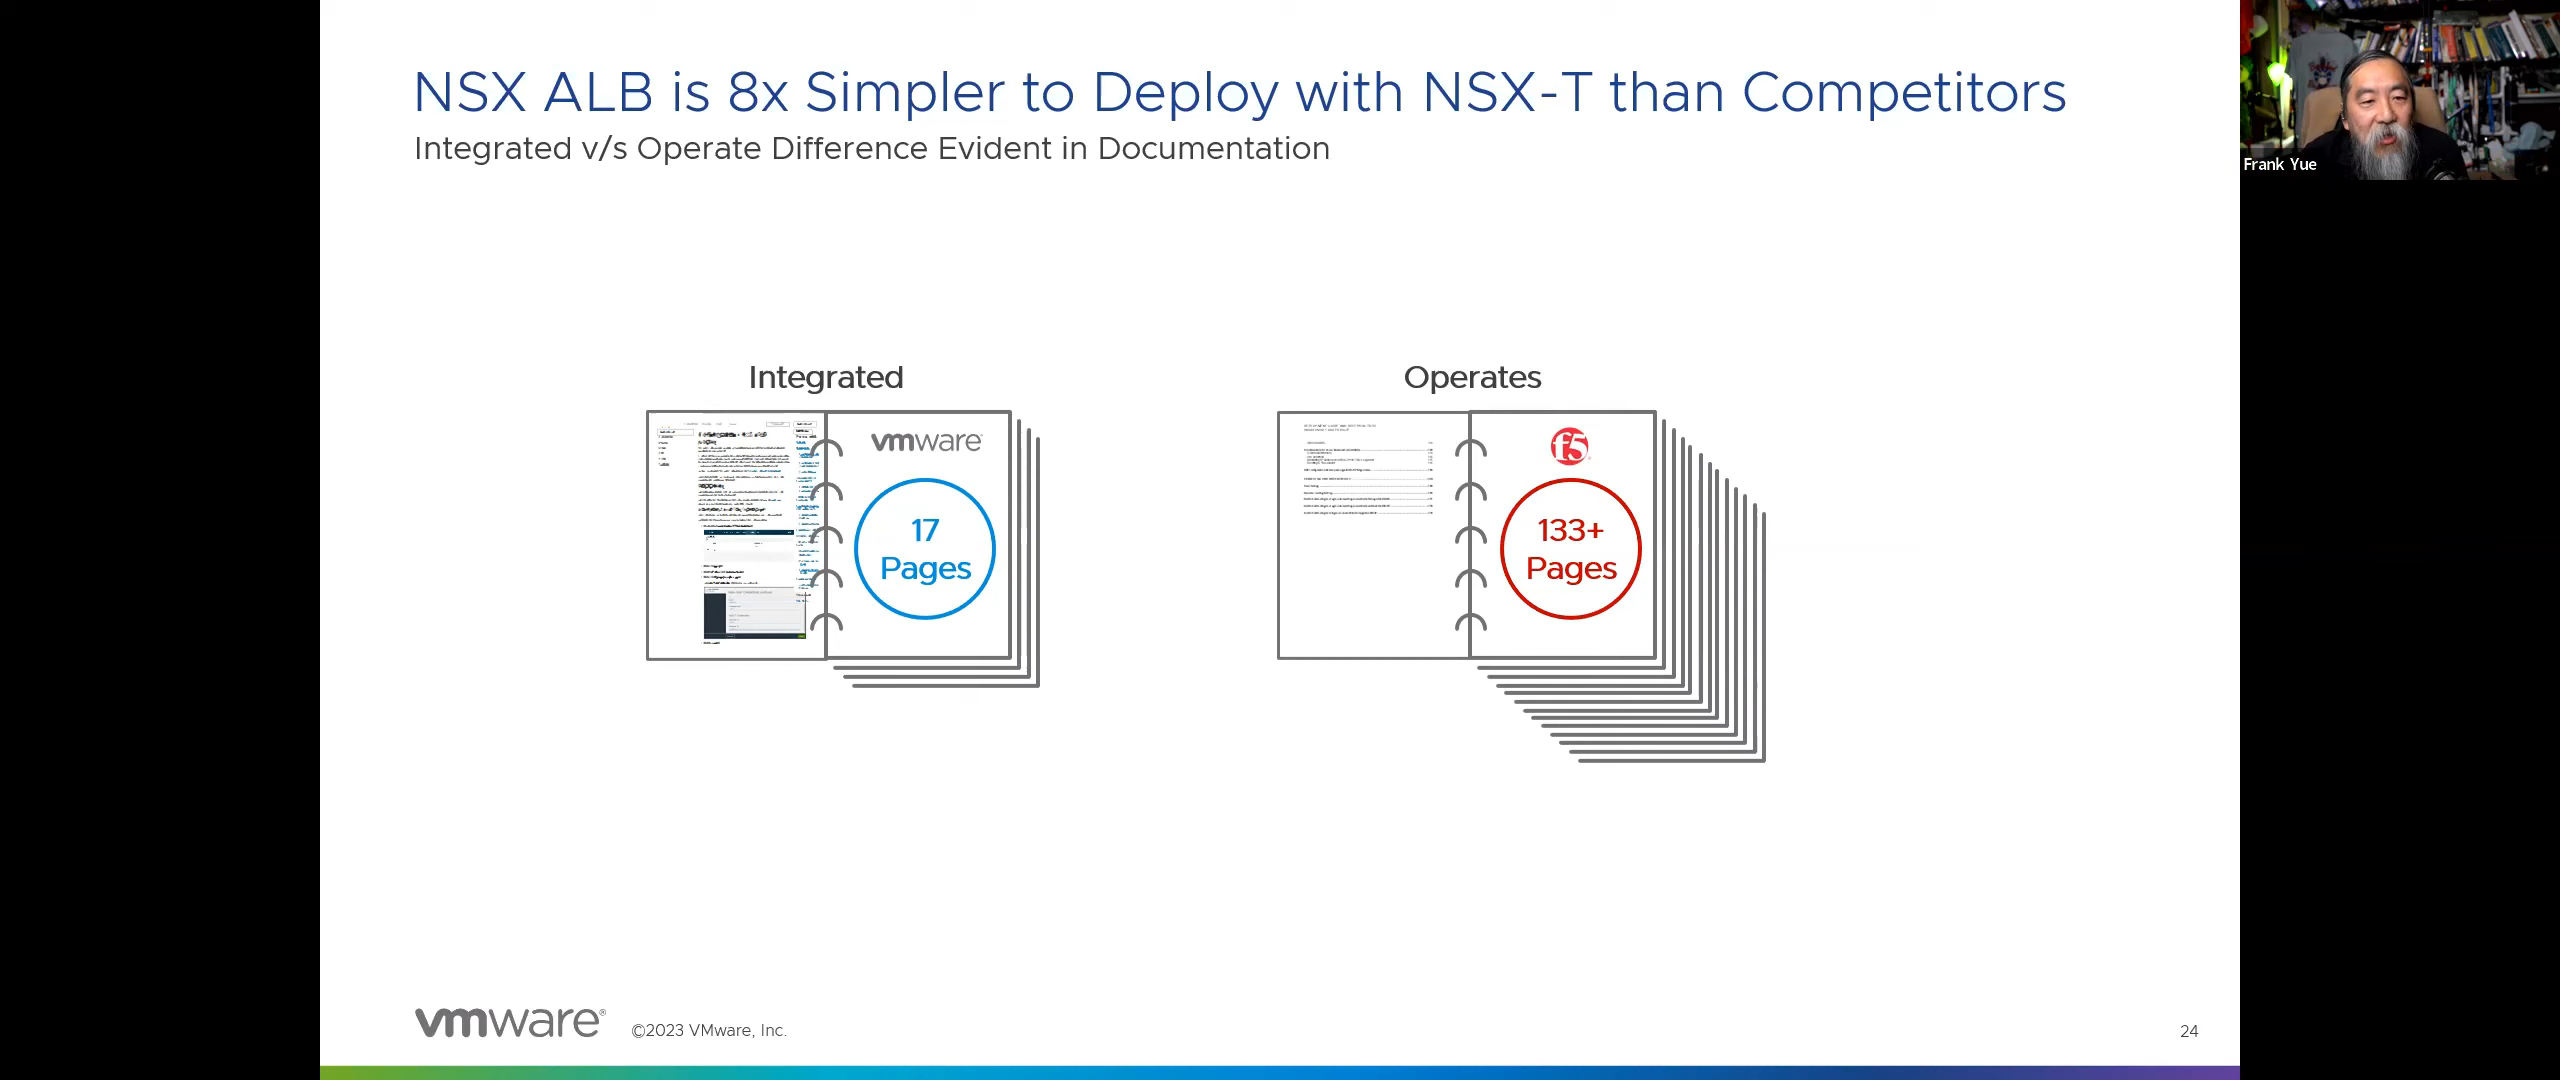 NSX ALB is 8x Simpler to Deploy with NSX-T than Competitors
Integrated v/s Operate Difference Evident in Documentation
Frank Yue
Integrated
Operates
vmware
17
Pages
f5
133+
Pages
vmware®
©2023 VMware, Inc.
24